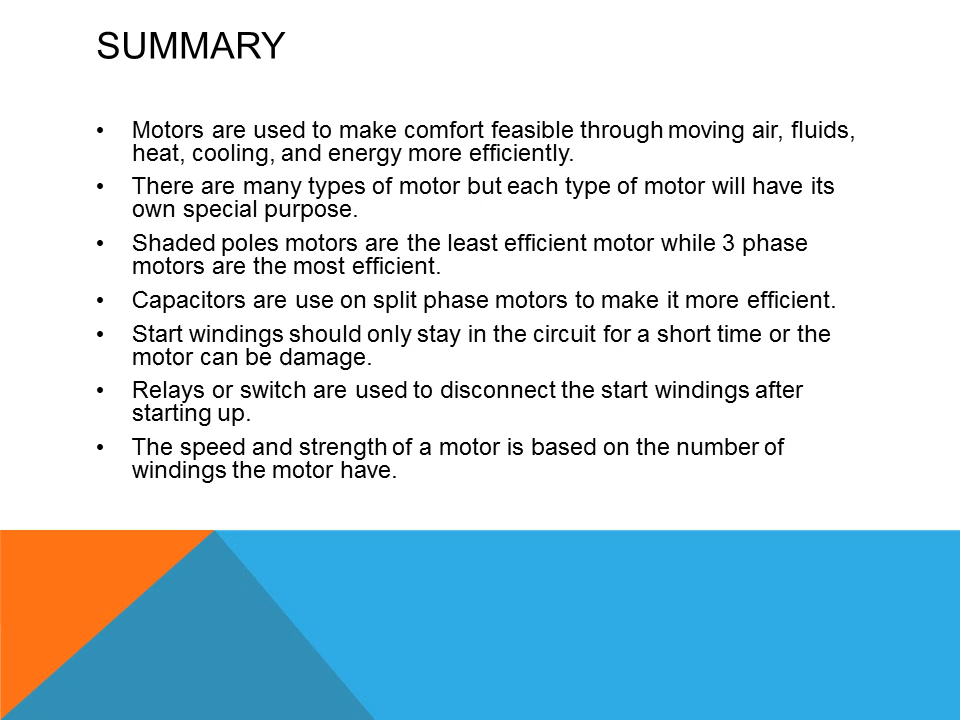 SUMMARY
• Motors are used to make comfort feasible through moving air, fluids,
heat, cooling, and energy more efficiently.
• There are many types of motor but each type of motor will have its
own special purpose.
• Shaded poles motors are the least efficient motor while 3 phase
motors are the most efficient.
• Capacitors are use on split phase motors to make it more efficient.
• Start windings should only stay in the circuit for a short time or the
motor can be damage.
• Relays or switch are used to disconnect the start windings after
starting up.
• The speed and strength of a motor is based on the number of
windings the motor have.